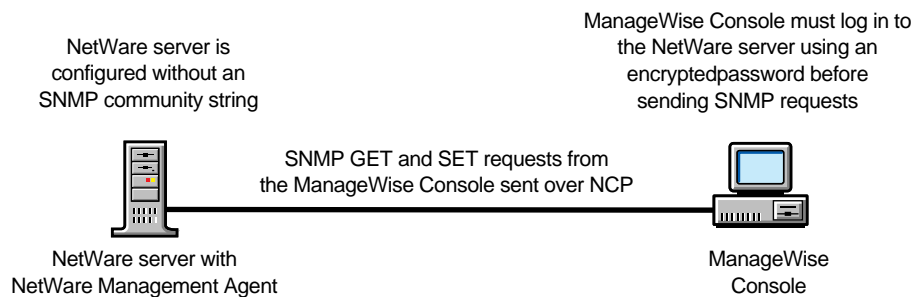 NetWare server is
configured without an
SNMP community string
ManageWise Console must log in to
the NetWare server using an
encryptedpassword before
sending SNMP requests
SNMP GET and SET requests from
the ManageWise Console sent over NCP
NetWare server with
NetWare Management Agent
ManageWise
Console